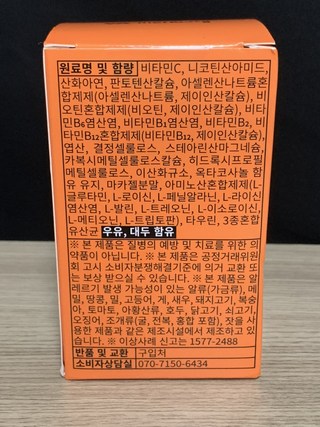 원료명 및 함량 비타민C, 니코틴산아미드,
산화아연, 판토텐산칼슘, 아셀렌산나트륨혼
합제제(아셀렌산나트륨, 제이인산칼슘), 비
오틴혼합제제(비오틴, 제이인산칼슘), 비타
민B₆염산염, 비타민B₁염산염, 비타민B₂, 비
타민B₁₂혼합제제(비타민B₁₂, 제이인산칼슘),
엽산, 결정셀룰로스, 스테아린산마그네슘,
카복시메틸셀룰로스칼슘, 히드록시프로필
메틸셀룰로스, 이산화규소, 옥타코사놀 함
유 유지, 마카젤분말, 아미노산혼합제제(L-
글루타민, L-로이신, L-페닐알라닌, L-라이신
염산염, L-발린, L-트레오닌, L-이소로이신,
L-메티오닌, L-트립토판), 타우린, 3종혼합
유산균 우유, 대두 함유
※ 본 제품은 질병의 예방 및 치료를 위한 의
약품이 아닙니다. ※ 본 제품은 공정거래위원
회 고시 소비자분쟁해결기준에 의거 교환 또
는 보상 받으실 수 있습니다. ※ 본 제품은 알
레르기 발생 가능성이 있는 알류(가금류), 메
밀, 땅콩, 밀, 고등어, 게, 새우, 돼지고기, 복숭
아, 토마토, 아황산류, 호두, 닭고기, 쇠고기,
오징어, 조개류(굴, 전복, 홍합 포함), 잣을 사
용한 제품과 같은 제조시설에서 제조하고 있
습니다. ※ 이상사례 신고는 1577-2488
반품 및 교환 구입처
소비자상담실 070-7150-6434